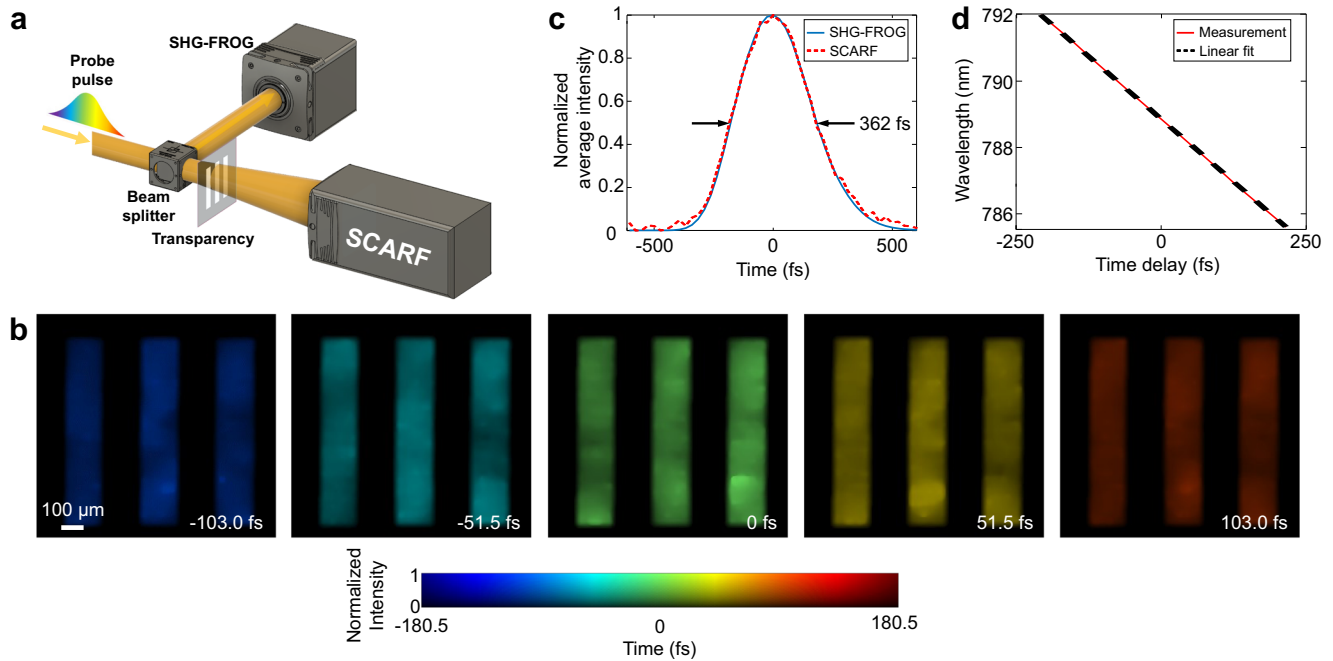 a
SHG-FROG
Probe
pulse
Beam
splitter
Transparency
SCARF
c
Normalized
average intensity
1
0.8
0.6
0.4
0.2
0
SHG-FROG
SCARF
362 fs
-500
0
500
Time (fs)
d
Wavelength (nm)
792
790
788
786
Measurement
Linear fit
-250
0
250
Time delay (fs)
b
100 µm
-103.0 fs
-51.5 fs
0 fs
51.5 fs
103.0 fs
Normalized
Intensity
1
0
-180.5
0
180.5
Time (fs)